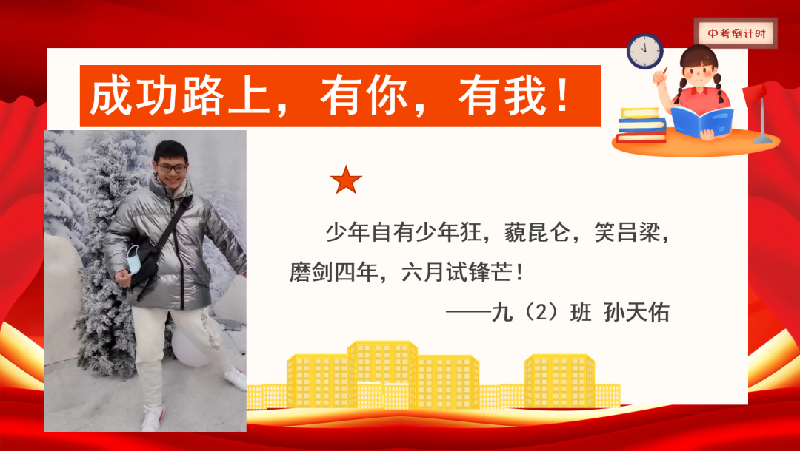 中考倒计时
成功路上，有你，有我！
少年自有少年狂，藐昆仑，笑吕梁，
磨剑四年，六月试锋芒！
——九（2）班 孙天佑